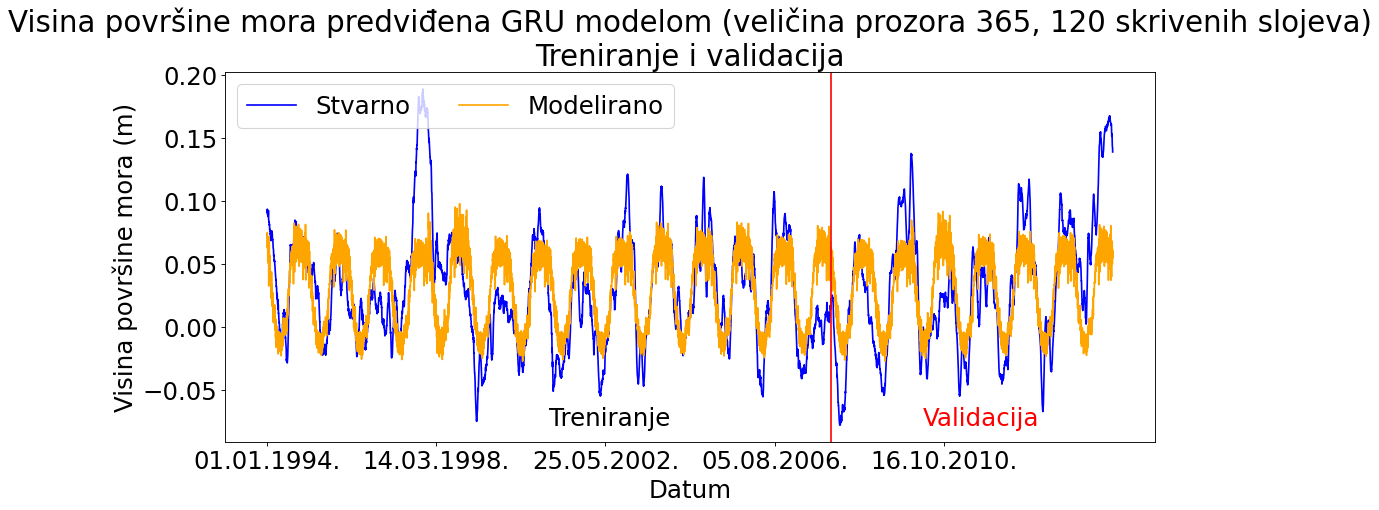 Visina površine mora predviđena GRU modelom (veličina prozora 365, 120 skrivenih slojeva)
Treniranje i validacija
Stvarno
Modelirano
Visina površine mora (m)
0.20
0.15
0.10
0.05
0.00
−0.05
Treniranje
Validacija
01.01.1994.
14.03.1998.
25.05.2002.
05.08.2006.
16.10.2010.
Datum